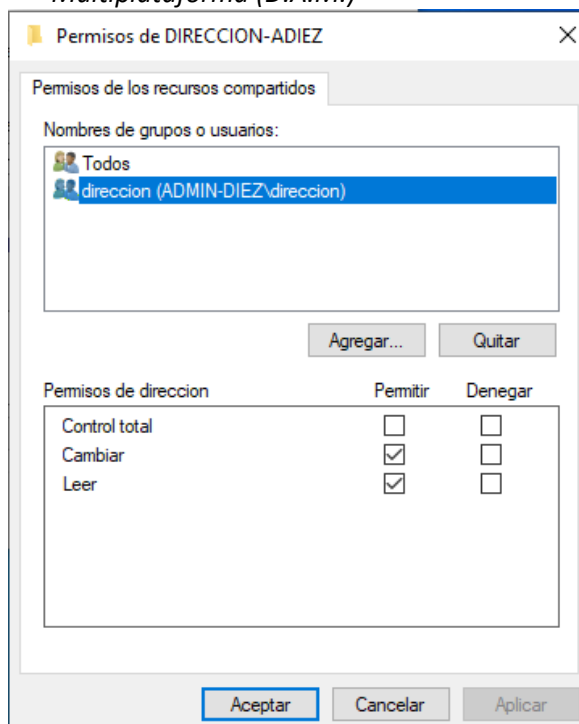 Multiplataforma (D.A.M.)
Permisos de DIRECCION-ADIEZ
Permisos de los recursos compartidos
Nombres de grupos o usuarios:
Todos
direccion (ADMIN-DIEZ\direccion)
Agregar... Quitar
Permisos de direccion Permitir Denegar
Control total
Cambiar
Leer
Aceptar Cancelar Aplicar